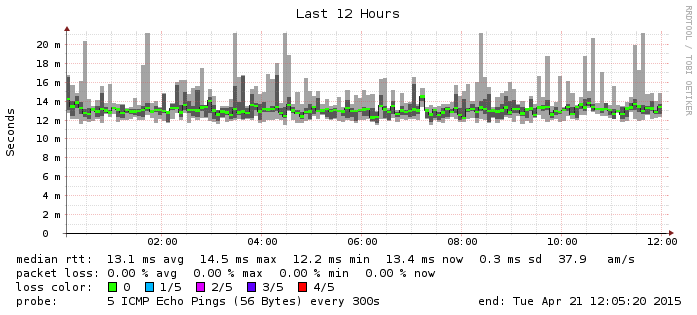 Last 12 Hours
RRDTOOL / TOBI OETIKER
Seconds
20 m
18 m
16 m
14 m
12 m
10 m
8 m
6 m
4 m
2 m
0
02:00 04:00 06:00 08:00 10:00 12:00
median rtt: 13.1 ms avg 14.5 ms max 12.2 ms min 13.4 ms now 0.3 ms sd 37.9 am/s
packet loss: 0.00 % avg 0.00 % max 0.00 % min 0.00 % now
loss color: 0 1/5 2/5 3/5 4/5
probe: 5 ICMP Echo Pings (56 Bytes) every 300s end: Tue Apr 21 12:05:20 2015